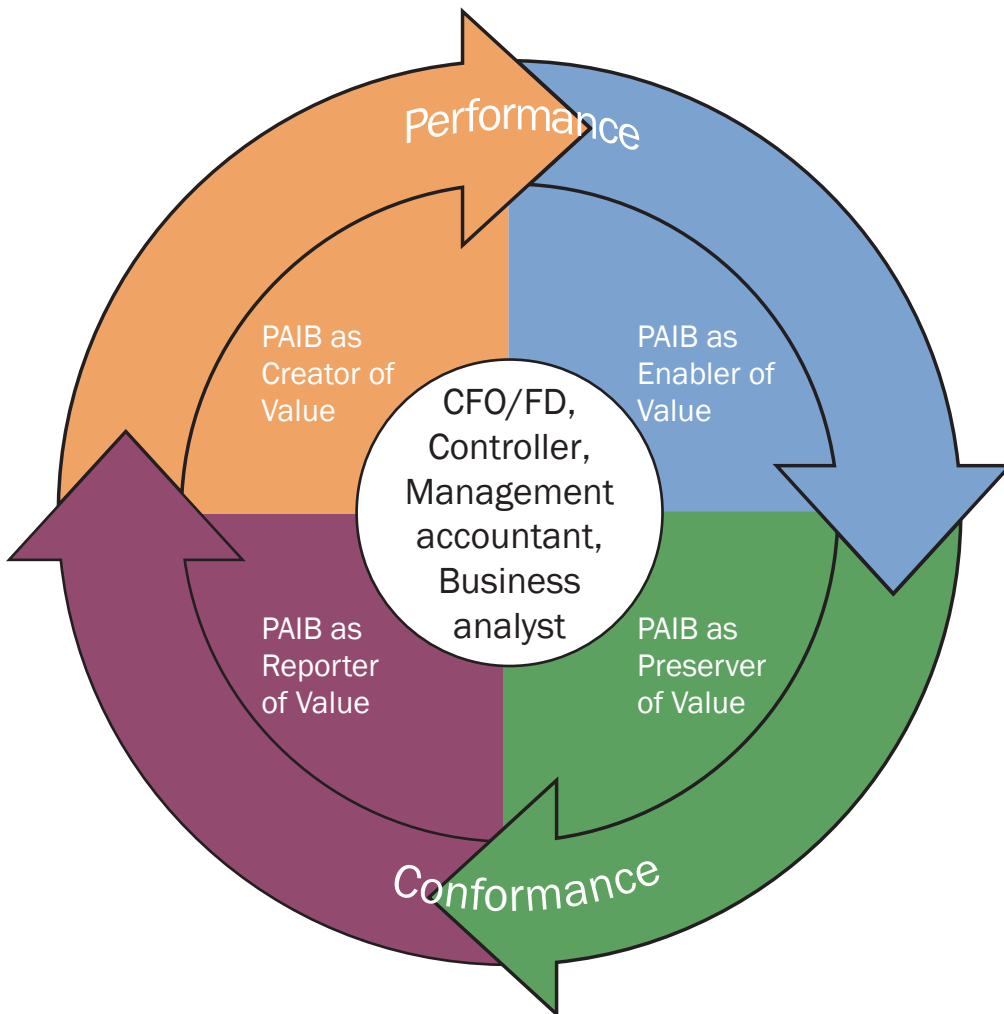 Performance
PAIB as
Creator of
Value
PAIB as
Enabler of
Value
CFO/FD,
Controller,
Management
accountant,
Business
analyst
PAIB as
Reporter
of Value
PAIB as
Preserver
of Value
Conformance